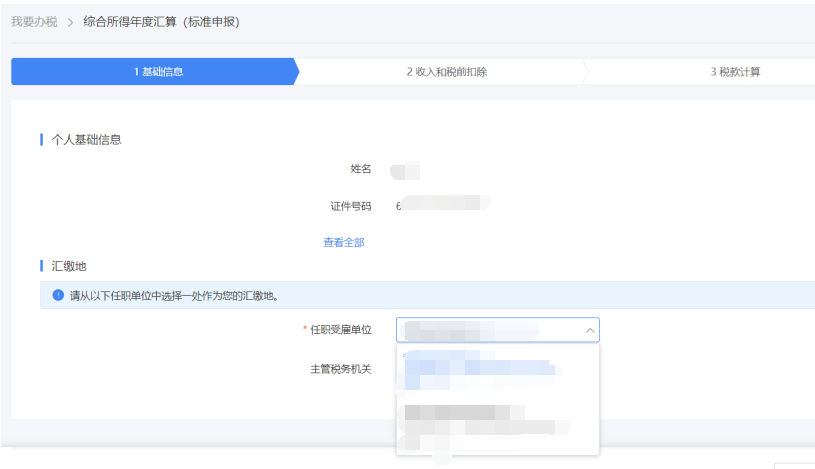 我要办税 > 综合所得年度汇算（标准申报）
1 基础信息 2 收入和税前扣除 3 税款计算
个人基础信息
姓名
证件号码 6
查看全部
汇缴地
请从以下任职单位中选择一处作为您的汇缴地。
* 任职受雇单位
主管税务机关